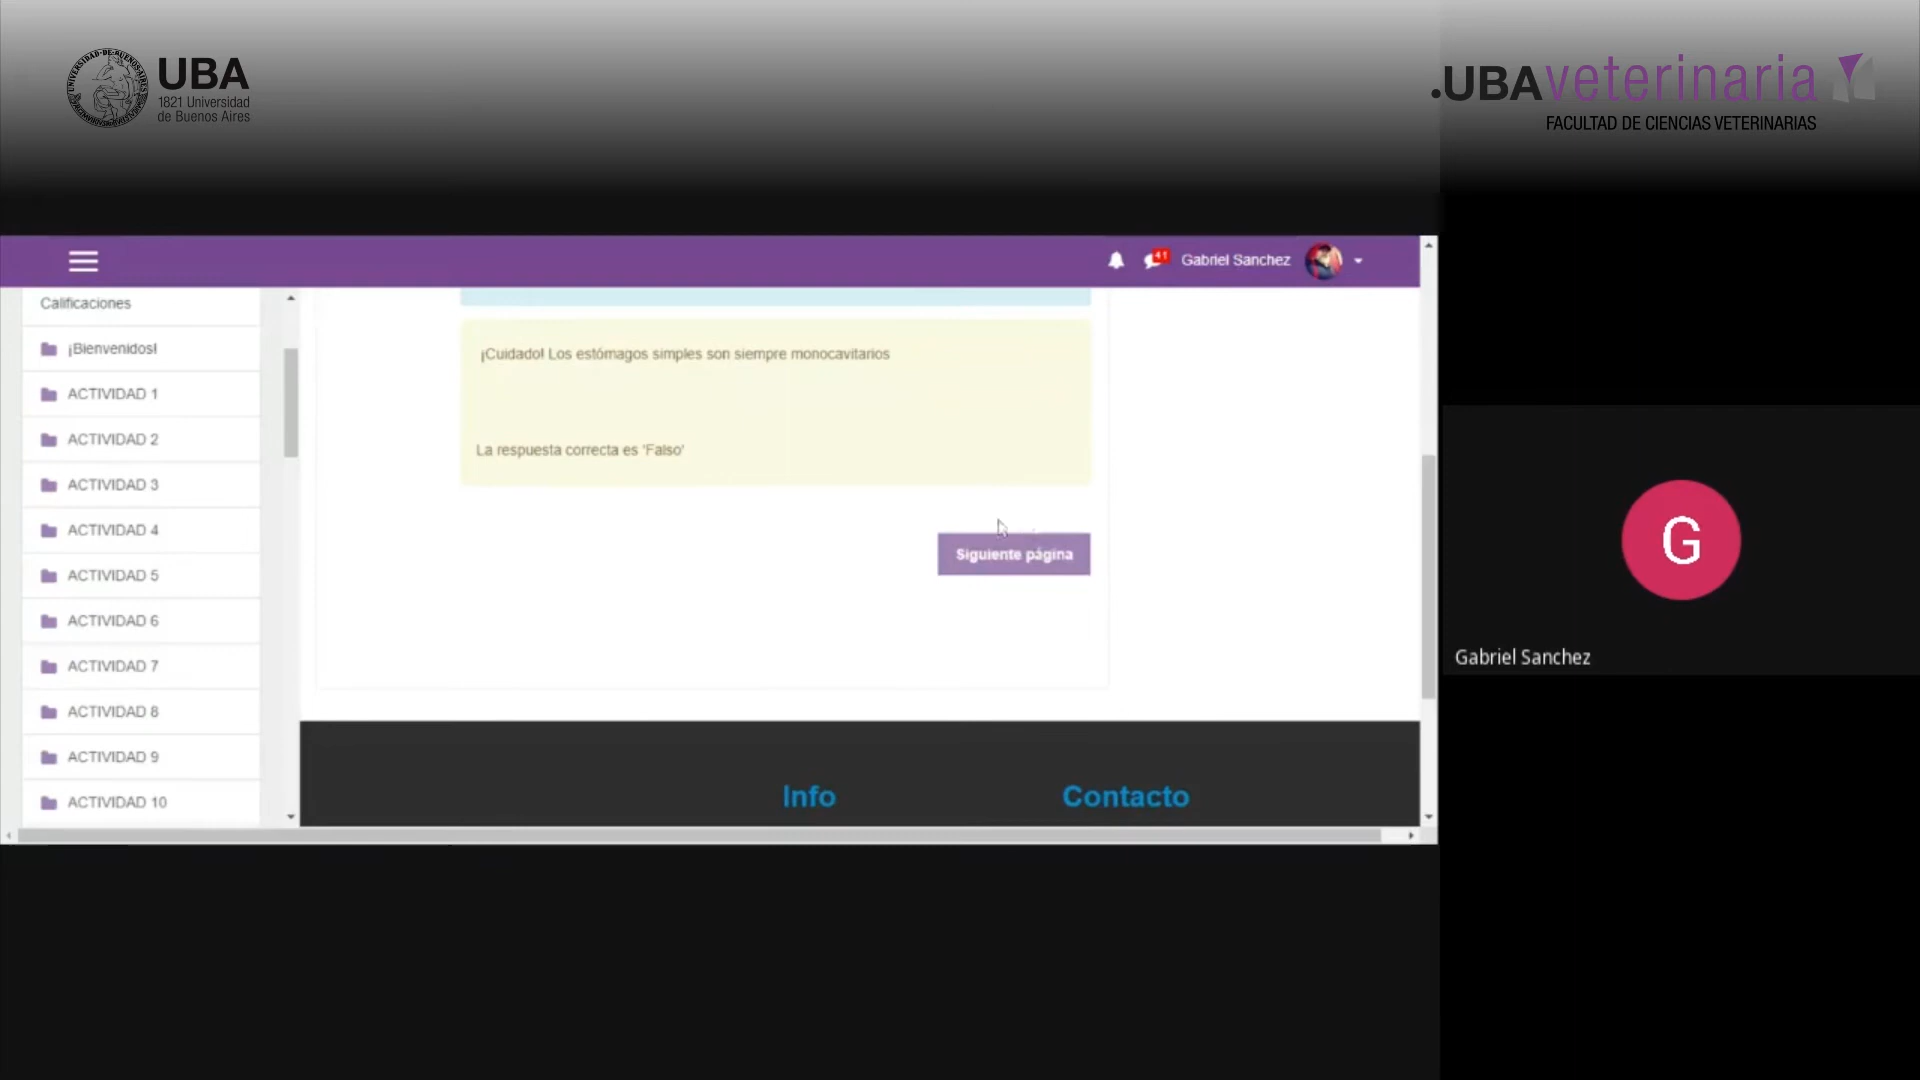 UBA
1821 Universidad
de Buenos Aires
.UBAveterinaria
FACULTAD DE CIENCIAS VETERINARIAS
41
Gabriel Sanchez
Calificaciones
¡Bienvenidos!
ACTIVIDAD 1
ACTIVIDAD 2
ACTIVIDAD 3
ACTIVIDAD 4
ACTIVIDAD 5
ACTIVIDAD 6
ACTIVIDAD 7
ACTIVIDAD 8
ACTIVIDAD 9
ACTIVIDAD 10
¡Cuidado! Los estómagos simples son siempre monocavitarios
La respuesta correcta es 'Falso'
Siguiente página
Info
Contacto
G
Gabriel Sanchez